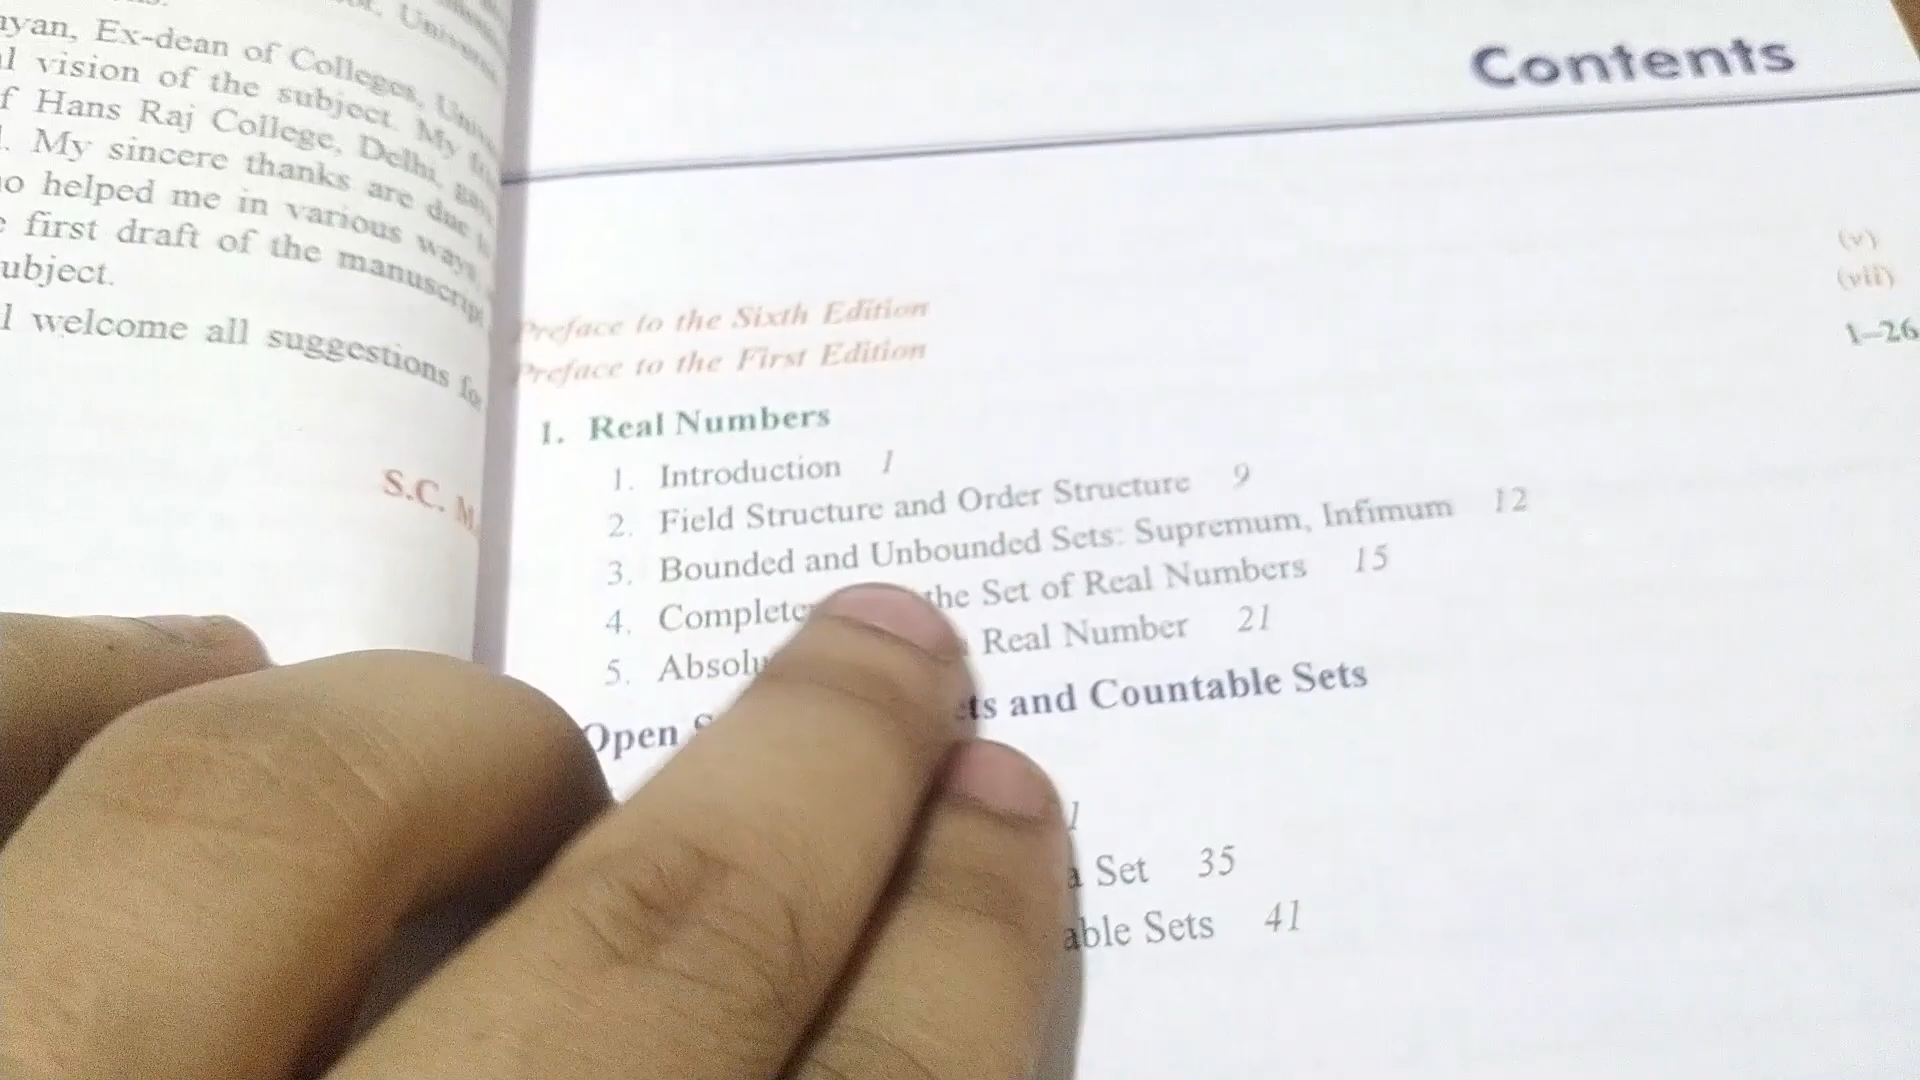 yan, Ex-dean of Colleges,
l vision of the subject. My
f Hans Raj College, Delhi,
. My sincere thanks are due
o helped me in various ways,
first draft of the manuscript
ubject.
l welcome all suggestions
S.C. M.
Contents
Preface to the Sixth Edition (v)
Preface to the First Edition (vii)
1. Real Numbers 1–26
1. Introduction 1
2. Field Structure and Order Structure 9
3. Bounded and Unbounded Sets: Supremum, Infimum 12
4. Complete the Set of Real Numbers 15
5. Absolu Real Number 21
Open S ts and Countable Sets
1
a Set 35
able Sets 41